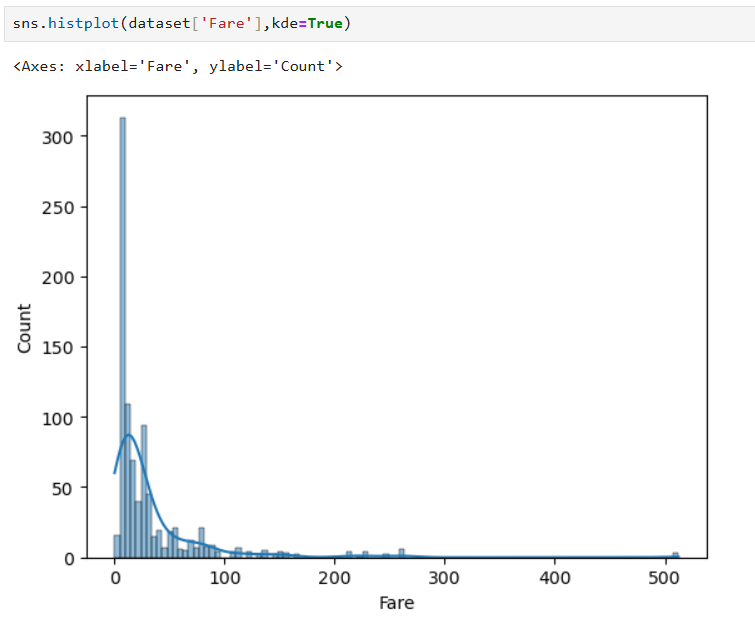 sns.histplot(dataset['Fare'],kde=True)
<Axes: xlabel='Fare', ylabel='Count'>
300
250
200
150
100
50
0
Count
0 100 200 300 400 500
Fare